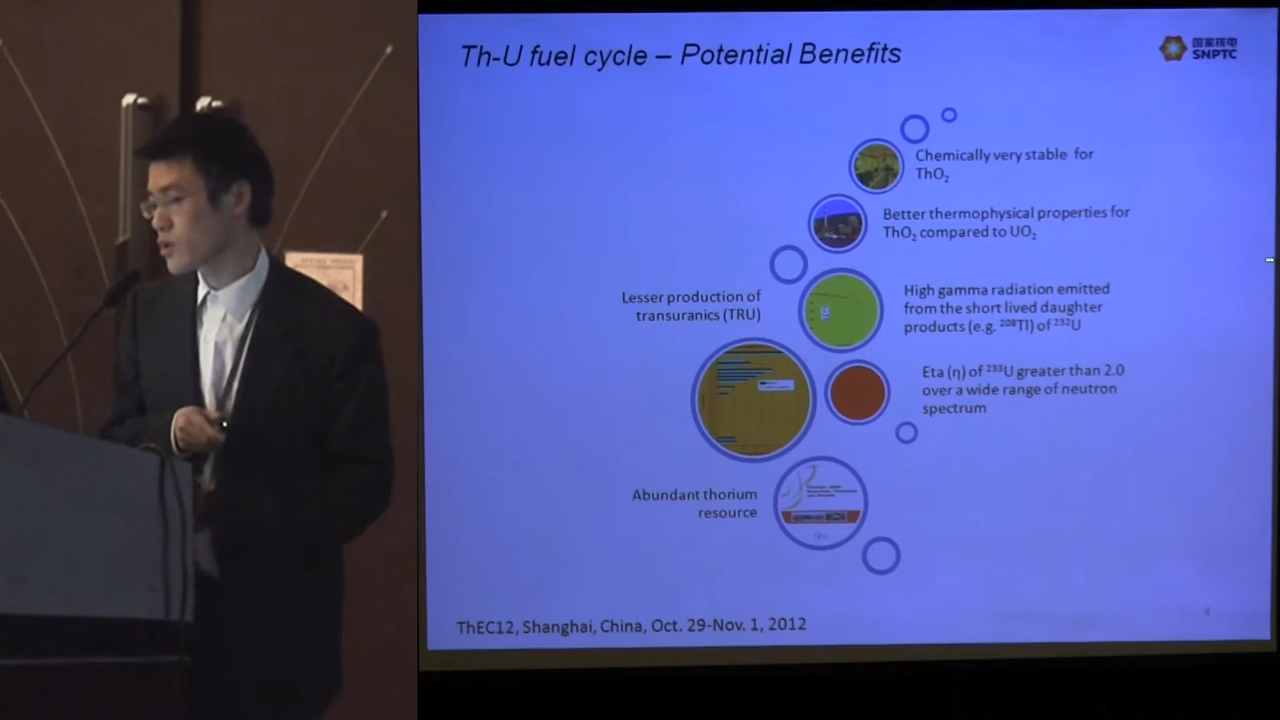 Th-U fuel cycle – Potential Benefits
国家核电
SNPTC
Chemically very stable for
ThO₂
Better thermophysical properties for
ThO₂ compared to UO₂
Lesser production of
transuranics (TRU)
High gamma radiation emitted
from the short lived daughter
products (e.g. ²⁰⁸Tl) of ²³²U
Eta (η) of ²³³U greater than 2.0
over a wide range of neutron
spectrum
Abundant thorium
resource
4
ThEC12, Shanghai, China, Oct. 29-Nov. 1, 2012